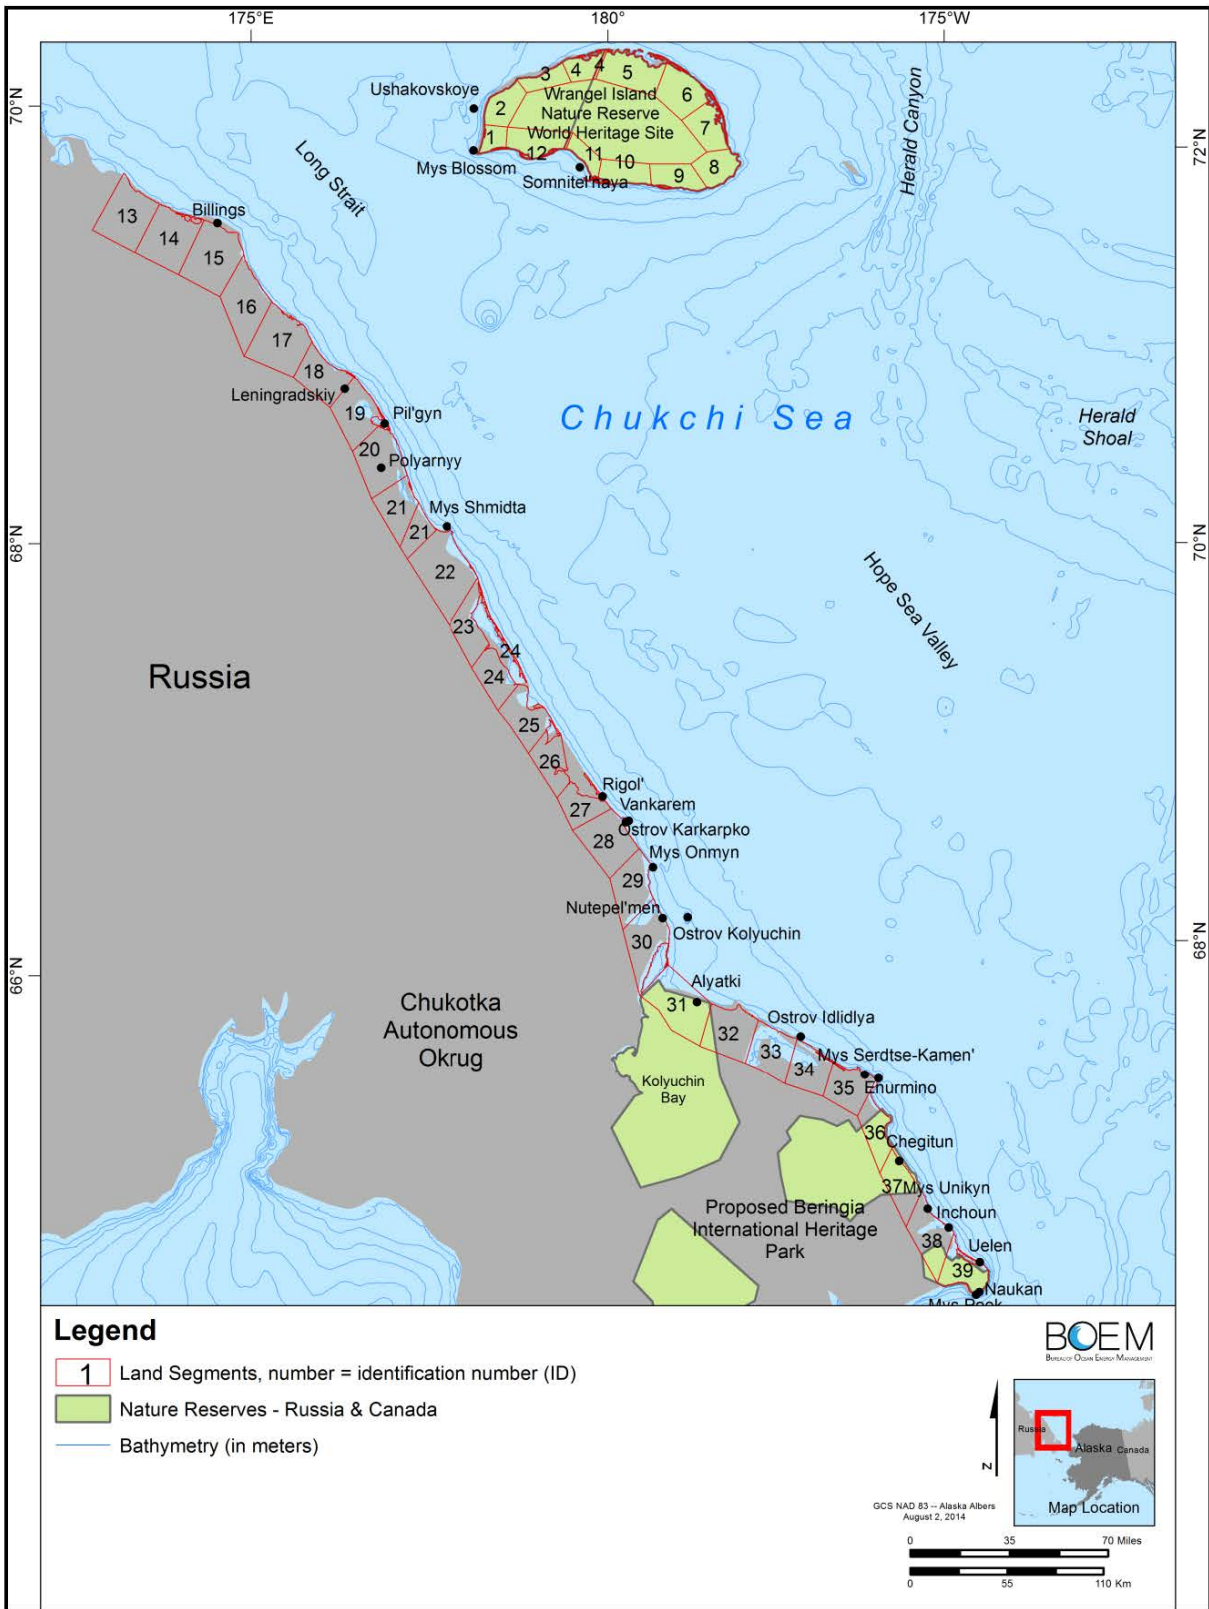 175°E
180°
175°W
70°N
72°N
68°N
70°N
66°N
68°N
Ushakovskoye
Mys Blossom
Somnitel'naya
Wrangel Island
Nature Reserve
World Heritage Site
1
2
3
4
4
5
6
7
8
9
10
11
12
Long Strait
Herald Canyon
Herald
Shoal
Chukchi Sea
Hope Sea Valley
13
14
Billings
15
16
17
18
Leningradskiy
19
Pil'gyn
20
Polyarnyy
21
21
Mys Shmidta
22
23
24
24
25
26
Russia
Rigol'
27
Vankarem
Ostrov Karkarpko
28
Mys Onmyn
29
Nutepel'men
Ostrov Kolyuchin
30
Alyatki
31
32
Ostrov Idlidlya
33
Mys Serdtse-Kamen'
34
35
Enurmino
Chukotka
Autonomous
Okrug
Kolyuchin
Bay
36
Chegitun
37
Mys Unikyn
Inchoun
38
Uelen
39
Naukan
Proposed Beringia
International Heritage
Park
Legend
1
Land Segments, number = identification number (ID)
Nature Reserves - Russia & Canada
Bathymetry (in meters)
BOEM
Bureau of Ocean Energy Management
N
Russia
Alaska
Canada
Map Location
GCS NAD 83 -- Alaska Albers
August 2, 2014
0 35 70 Miles
0 55 110 Km